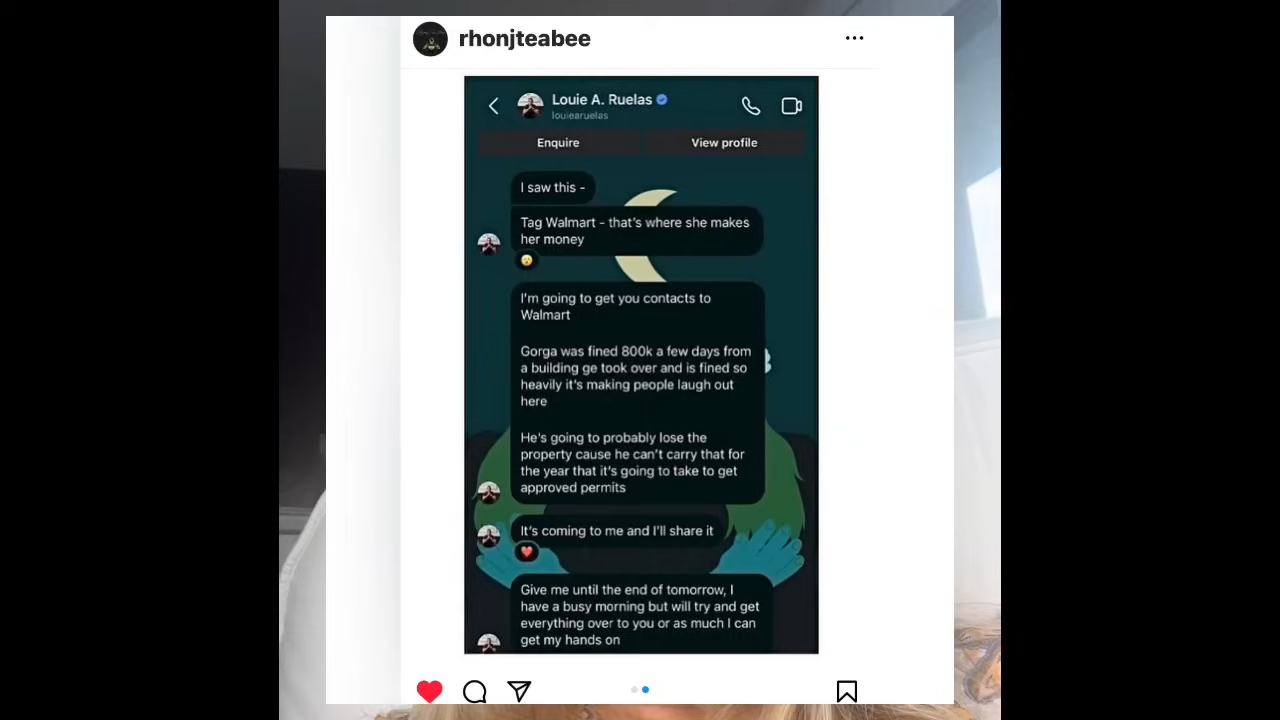 rhonjteabee
Louie A. Ruelas
louiearuelas
Enquire
View profile
I saw this -
Tag Walmart - that's where she makes
her money
I'm going to get you contacts to
Walmart
Gorga was fined 800k a few days from
a building ge took over and is fined so
heavily it's making people laugh out
here
He's going to probably lose the
property cause he can't carry that for
the year that it's going to take to get
approved permits
It's coming to me and I'll share it
Give me until the end of tomorrow, I
have a busy morning but will try and get
everything over to you or as much I can
get my hands on